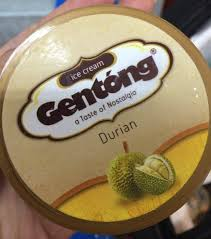 ice cream
Gentóng®
a Taste of Nostalgia
Durian